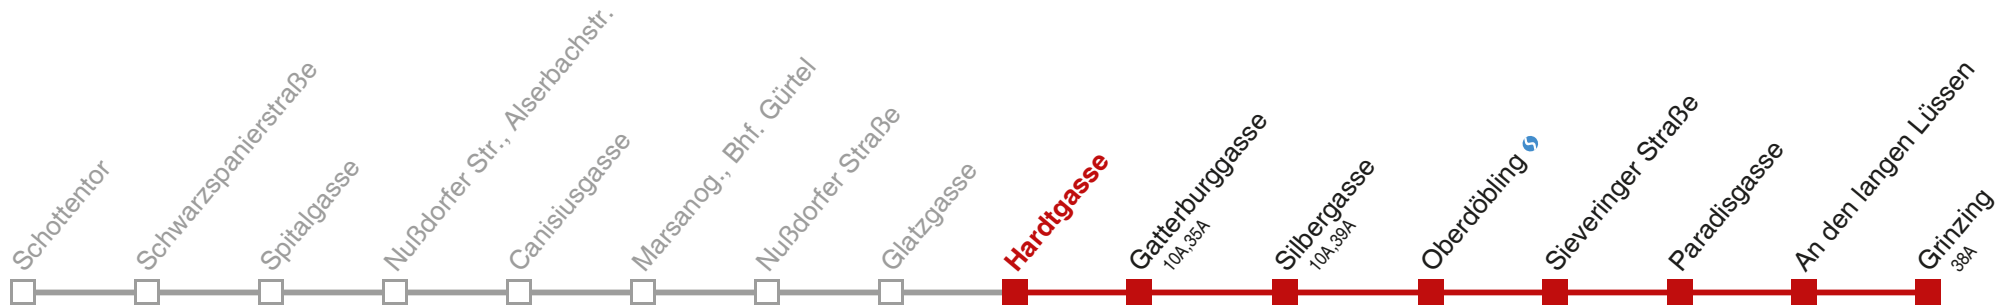 Schottentor
Schwarzspanierstraße
Spitalgasse
Nußdorfer Str., Alserbachstr.
Canisiusgasse
Marsanog., Bhf. Gürtel
Nußdorfer Straße
Glatzgasse
Hardtgasse
Gatterburggasse
10A,35A
Silbergasse
10A,39A
Oberdöbling
Sieveringer Straße
Paradisgasse
An den langen Lüssen
Grinzing
38A